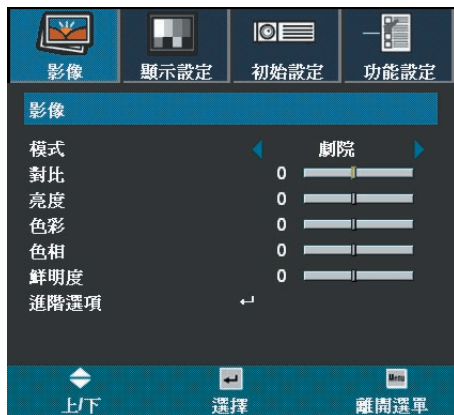 影像 顯示設定 初始設定 功能設定
影像
模式 劇院
對比 0
亮度 0
色彩 0
色相 0
鮮明度 0
進階選項
Menu
上/下 選擇 離開選單